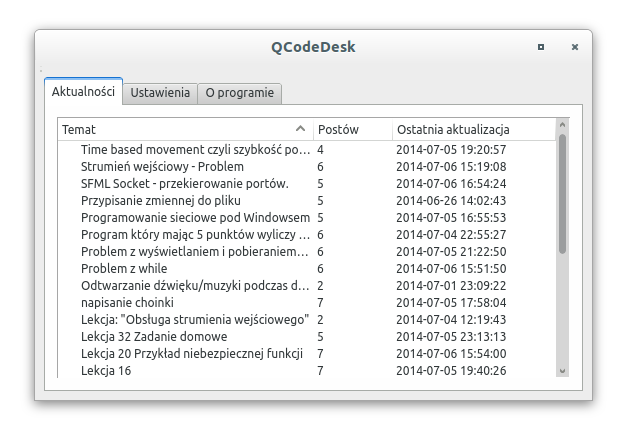 QCodeDesk
Aktualności Ustawienia O programie
Temat Postów Ostatnia aktualizacja
Time based movement czyli szybkość po... 4 2014-07-05 19:20:57
Strumień wejściowy - Problem 6 2014-07-06 15:19:08
SFML Socket - przekierowanie portów. 5 2014-07-06 16:54:24
Przypisanie zmiennej do pliku 5 2014-06-26 14:02:43
Programowanie sieciowe pod Windowsem 5 2014-07-05 16:55:53
Program który mając 5 punktów wyliczy ... 6 2014-07-04 22:55:27
Problem z wyświetlaniem i pobieraniem... 6 2014-07-05 21:22:50
Problem z while 6 2014-07-06 15:51:50
Odtwarzanie dźwięku/muzyki podczas d... 2 2014-07-01 23:09:22
napisanie choinki 7 2014-07-05 17:58:04
Lekcja: "Obsługa strumienia wejściowego" 2 2014-07-04 12:19:43
Lekcja 32 Zadanie domowe 5 2014-07-05 23:13:13
Lekcja 20 Przykład niebezpiecznej funkcji 7 2014-07-06 15:54:00
Lekcja 16 7 2014-07-05 19:40:26